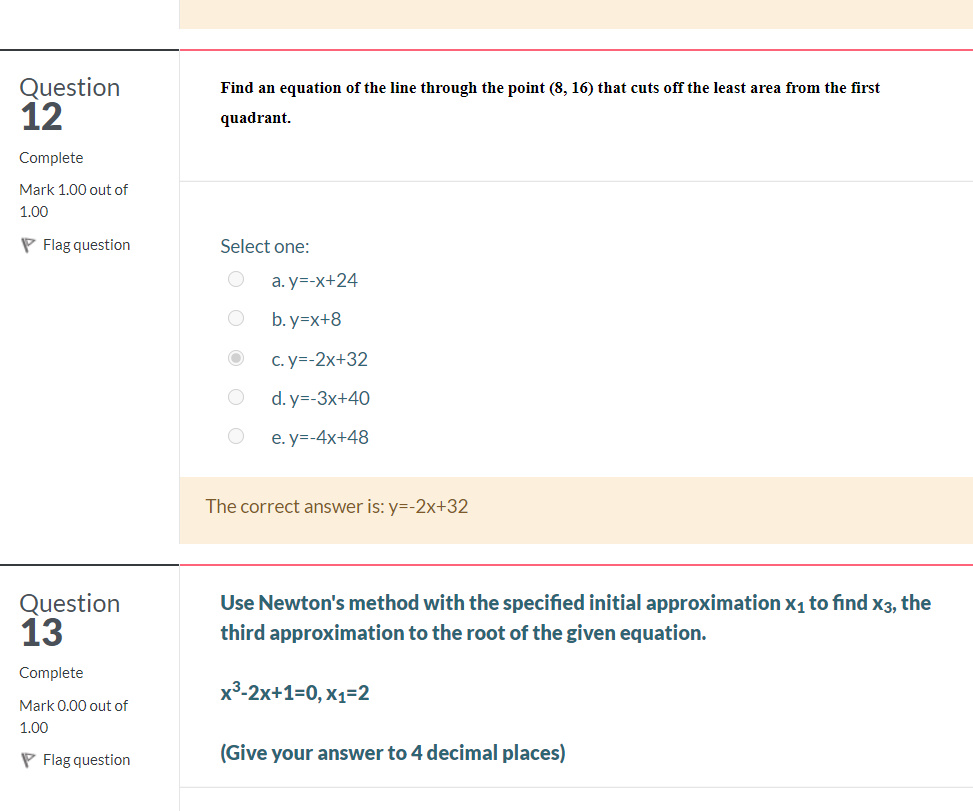 Question
12
Complete
Mark 1.00 out of
1.00
Flag question
Find an equation of the line through the point (8, 16) that cuts off the least area from the first
quadrant.
Select one:
a. y=-x+24
b. y=x+8
c. y=-2x+32
d. y=-3x+40
e. y=-4x+48
The correct answer is: y=-2x+32
Question
13
Complete
Mark 0.00 out of
1.00
Flag question
Use Newton's method with the specified initial approximation x₁ to find x₃, the
third approximation to the root of the given equation.
x³-2x+1=0, x₁=2
(Give your answer to 4 decimal places)